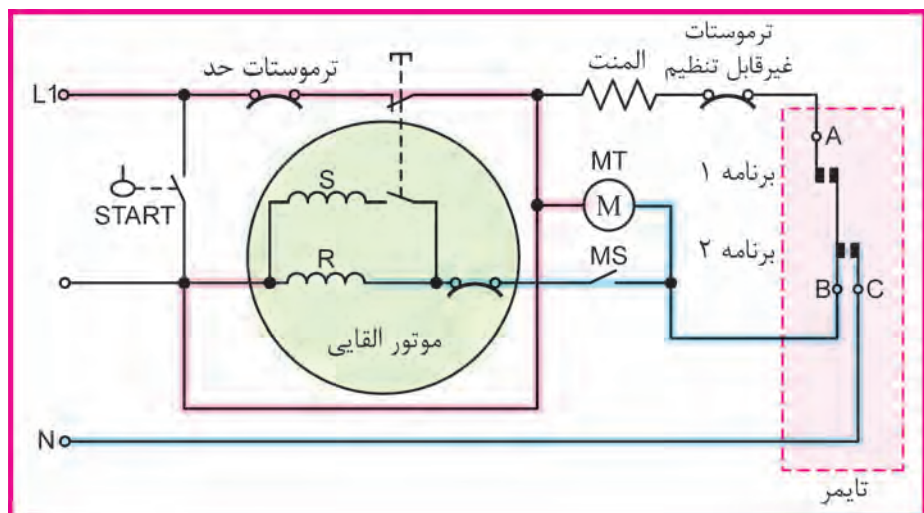 ترموستات
غیرقابل تنظیم
المنت
ترموستات حد
L1
A
برنامه ۱
MT
M
S
START
برنامه ۲
MS
R
B
C
موتور القایی
N
تایمر